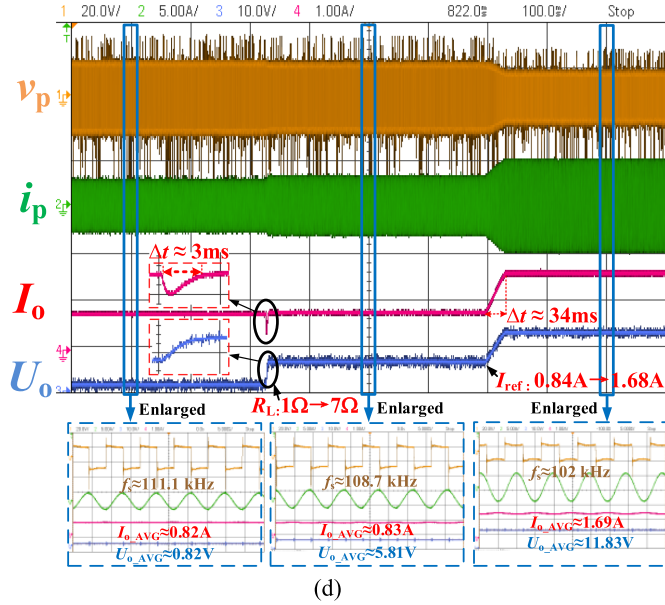 1 20.0V/ 2 5.00A/ 3 10.0V/ 4 1.00A/ 822.0ms 100.0ms/ Stop
vp
ip
Δt ≈ 3ms
Io
Δt ≈ 34ms
Uo
Iref: 0.84A→1.68A
RL: 1Ω→7Ω
Enlarged Enlarged Enlarged
fs≈111.1 kHz fs≈108.7 kHz fs≈102 kHz
Io_AVG≈0.82A Io_AVG≈0.83A Io_AVG≈1.69A
Uo_AVG≈0.82V Uo_AVG≈5.81V Uo_AVG≈11.83V
(d)